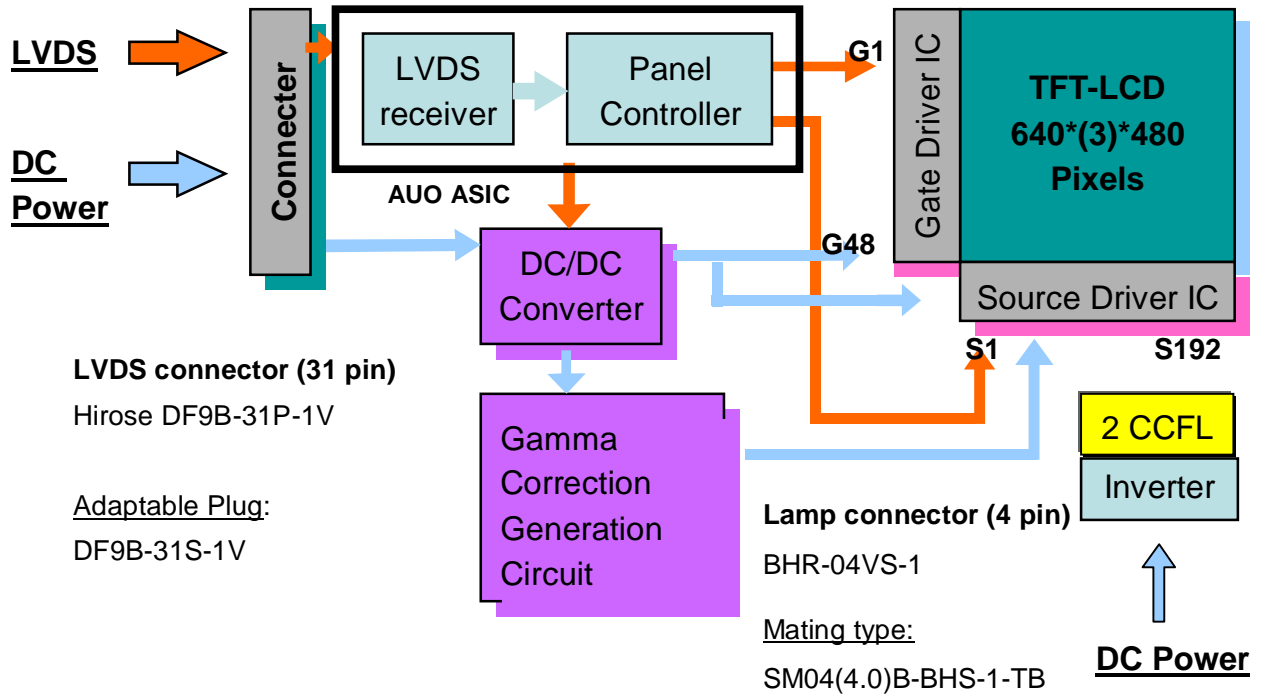 LVDS
DC
Power
Connecter
LVDS
receiver
Panel
Controller
AUO ASIC
G1
G48
Gate Driver IC
TFT-LCD
640*(3)*480
Pixels
Source Driver IC
S1
S192
DC/DC
Converter
Gamma
Correction
Generation
Circuit
LVDS connector (31 pin)
Hirose DF9B-31P-1V
Adaptable Plug:
DF9B-31S-1V
2 CCFL
Inverter
Lamp connector (4 pin)
BHR-04VS-1
Mating type:
SM04(4.0)B-BHS-1-TB
DC Power